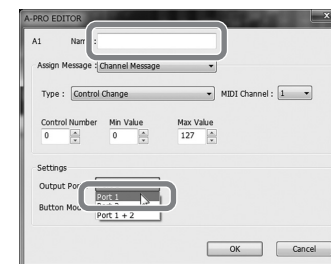 A-PRO EDITOR
A1 Nam :
Assign Message : Channel Message
Type : Control Change MIDI Channel : 1
Control Number Min Value Max Value
0 0 127
Settings
Output Por
Port 1
Button Mod
Port 1 + 2
OK Cancel